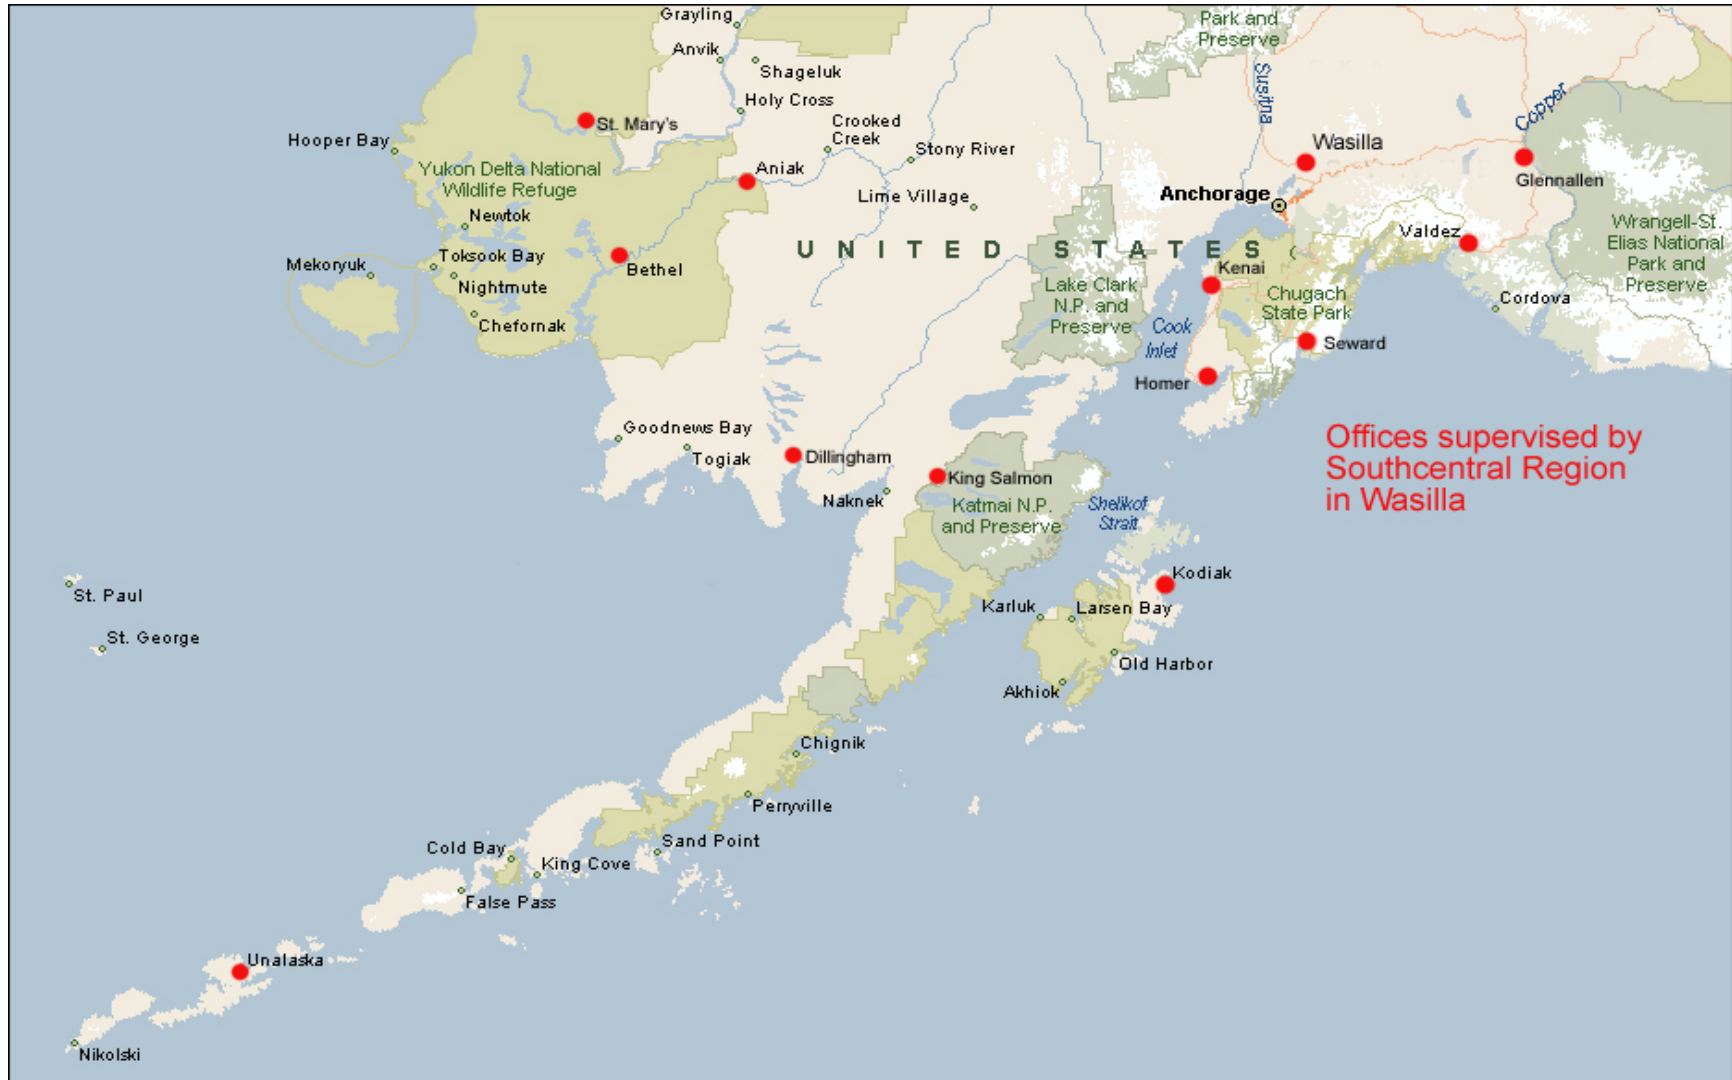 Grayling
Park and
Preserve
Anvik
Shageluk
Susitna
Holy Cross
Copper
St. Mary's
Crooked
Creek
Hooper Bay
Stony River
Wasilla
Yukon Delta National
Wildlife Refuge
Aniak
Glennallen
Lime Village
Anchorage
Newtok
Wrangell-St.
Elias National
Park and
Preserve
Valdez
UNITED STATES
Toksook Bay
Mekoryuk
Bethel
Kenai
Nightmute
Lake Clark
N.P. and
Preserve
Chugach
State Park
Cordova
Chefornak
Cook
Inlet
Seward
Homer
Goodnews Bay
Togiak
Offices supervised by
Southcentral Region
in Wasilla
Dillingham
King Salmon
Naknek
Katmai N.P.
and Preserve
Shelikof
Strait
Kodiak
St. Paul
Karluk
Larsen Bay
St. George
Old Harbor
Akhiok
Chignik
Perryville
Sand Point
Cold Bay
King Cove
False Pass
Unalaska
Nikolski